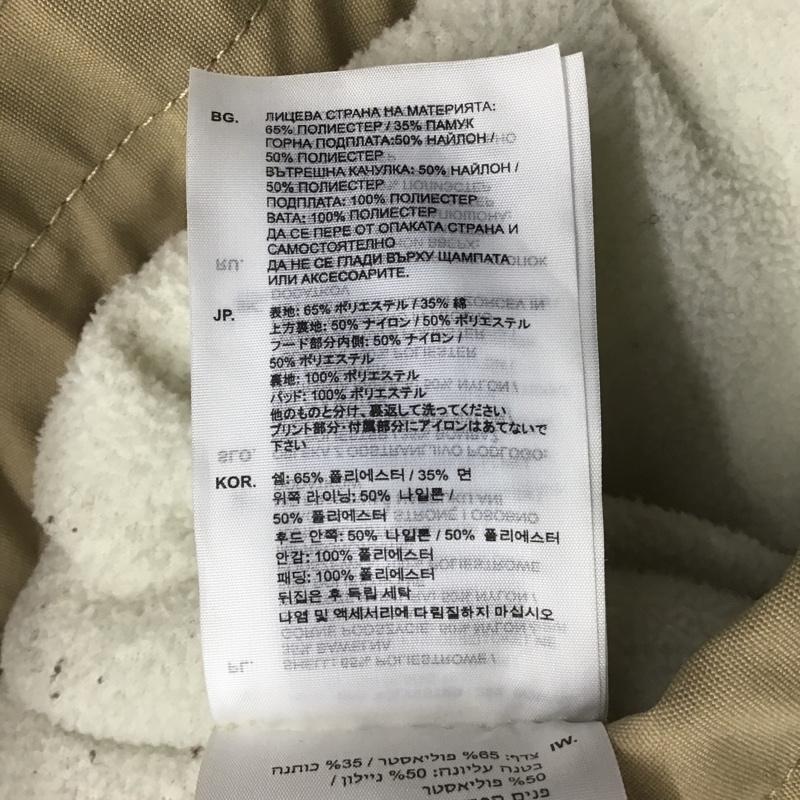 BG. ЛИЦЕВА СТРАНА НА МАТЕРИЯТА:
65% ПОЛИЕСТЕР / 35% ПАМУК
ГОРНА ПОДПЛАТА:50% НАЙЛОН /
50% ПОЛИЕСТЕР
ВЪТРЕШНА КАЧУЛКА: 50% НАЙЛОН /
50% ПОЛИЕСТЕР
ПОДПЛАТА: 100% ПОЛИЕСТЕР
ВАТА: 100% ПОЛИЕСТЕР
ДА СЕ ПЕРЕ ОТ ОПАКАТА СТРАНА И
САМОСТОЯТЕЛНО
ДА НЕ СЕ ГЛАДИ ВЪРХУ ЩАМПАТА
ИЛИ АКСЕСОАРИТЕ.
JP. 表地: 65% ポリエステル / 35% 綿
上方裏地: 50% ナイロン / 50% ポリエステル
フード部分内側: 50% ナイロン /
50% ポリエステル
裏地: 100% ポリエステル
パッド: 100% ポリエステル
他のものと分け、裏返して洗ってください
プリント部分・付属部分にアイロンはあてないで
下さい
KOR. 쉘: 65% 폴리에스터 / 35% 면
위쪽 라이닝: 50% 나일론 /
50% 폴리에스터
후드 안쪽: 50% 나일론 / 50% 폴리에스터
안감: 100% 폴리에스터
패딩: 100% 폴리에스터
뒤집은 후 독립 세탁
나염 및 액세서리에 다림질하지 마십시오
IW. צדף: 65% פוליאסטר / 35% כותנה
בטנה עליונה: 50% ניילון /
50% פוליאסטר
פנים